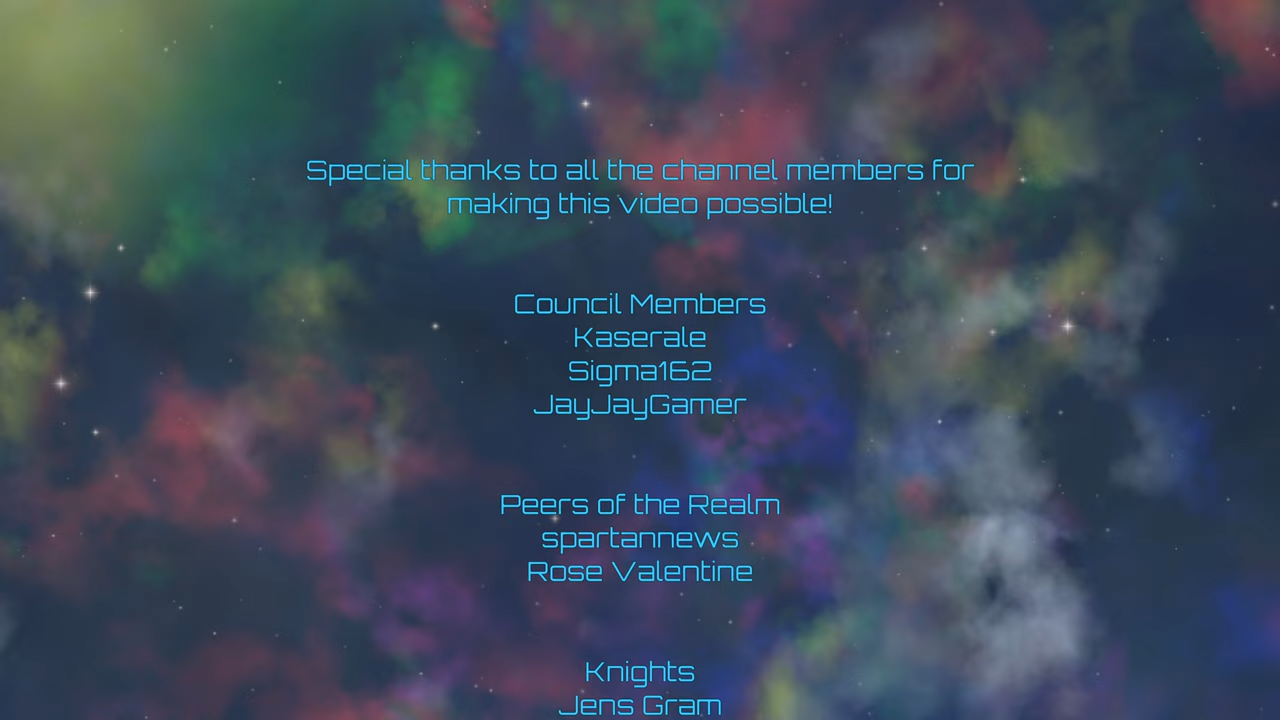 Special thanks to all the channel members for
making this video possible!
Council Members
Kaserale
Sigma162
JayJayGamer
Peers of the Realm
spartannews
Rose Valentine
Knights
Jens Gram